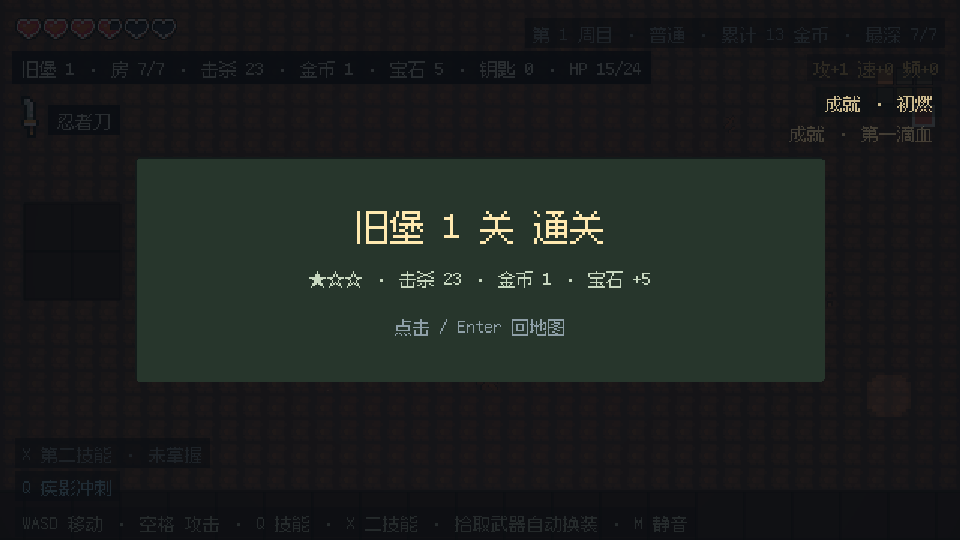 第 1 周目 · 普通 · 累计 13 金币 · 最深 7/7
旧堡 1 · 房 7/7 · 击杀 23 · 金币 1 · 宝石 5 · 钥匙 0 · HP 15/24
攻+1 速+0 频+0
成就 · 初燃
忍者刀
成就 · 第一滴血
旧堡 1 关 通关
★☆☆ · 击杀 23 · 金币 1 · 宝石 +5
点击 / Enter 回地图
X 第二技能 · 未掌握
Q 疾影冲刺
WASD 移动 · 空格 攻击 · Q 技能 · X 二技能 · 拾取武器自动换装 · M 静音